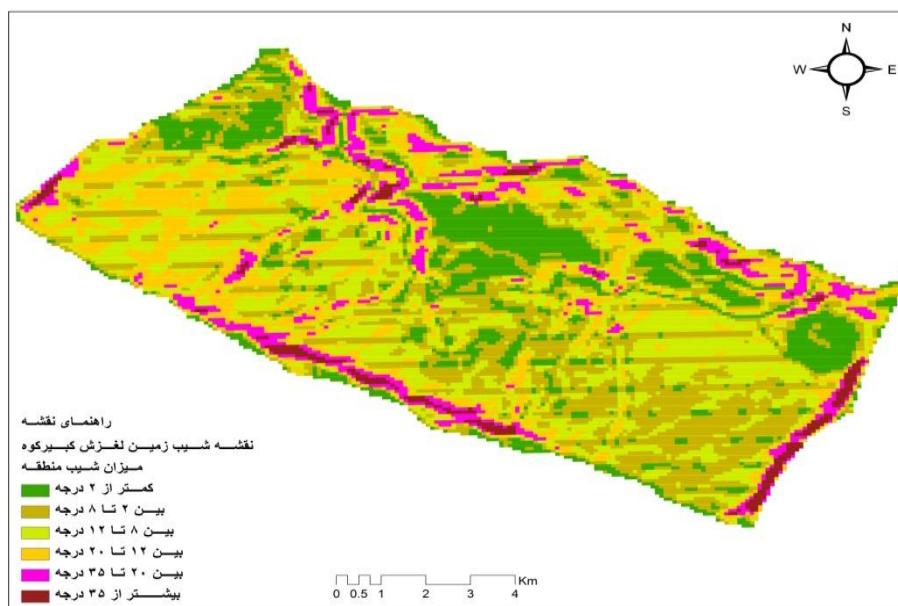 N
W E
S
راهنمای نقشه
نقشه شیب زمین لغزش کبیرکوه
میزان شیب منطقه
کمتر از ۲ درجه
بین ۲ تا ۸ درجه
بین ۸ تا ۱۲ درجه
بین ۱۲ تا ۲۰ درجه
بین ۲۰ تا ۳۵ درجه
بیشتر از ۳۵ درجه
Km
0 0.5 1 2 3 4